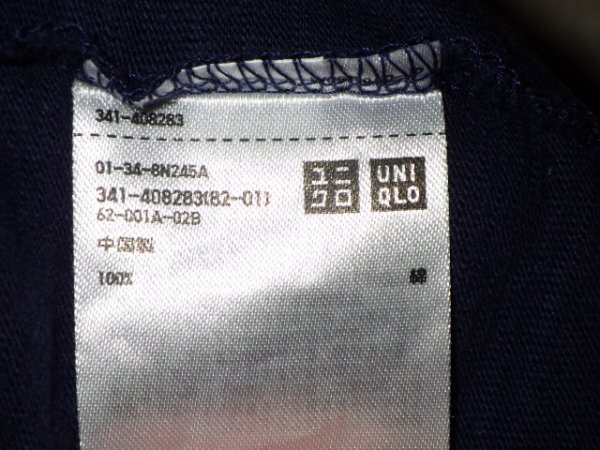 341-408283
01-34-8N245A
ユニ
クロ
UNI
QLO
341-408283(82-01)
62-001A-02B
中国製
100% 綿